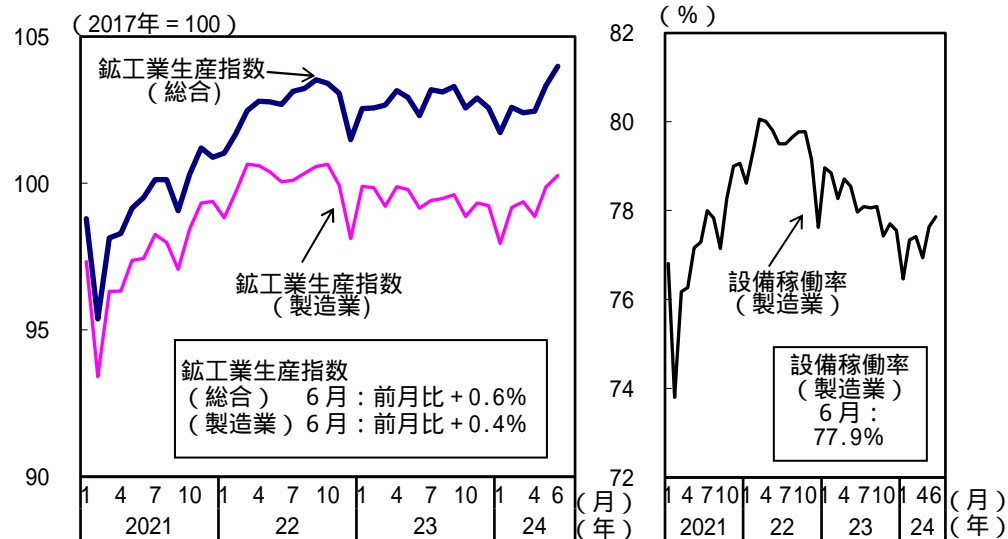 （2017年＝100）
105
100
95
90
鉱工業生産指数
（総合）
鉱工業生産指数
（製造業）
鉱工業生産指数
（総合）　６月：前月比＋0.6%
（製造業）６月：前月比＋0.4%
1 4 7 10 1 4 7 10 1 4 7 10 1 4 6（月）
2021 22 23 24（年）
（％）
82
80
78
76
74
72
設備稼働率
（製造業）
設備稼働率
（製造業）
６月：
77.9%
1 4 7 10 1 4 7 10 1 4 7 10 1 4 6（月）
2021 22 23 24（年）